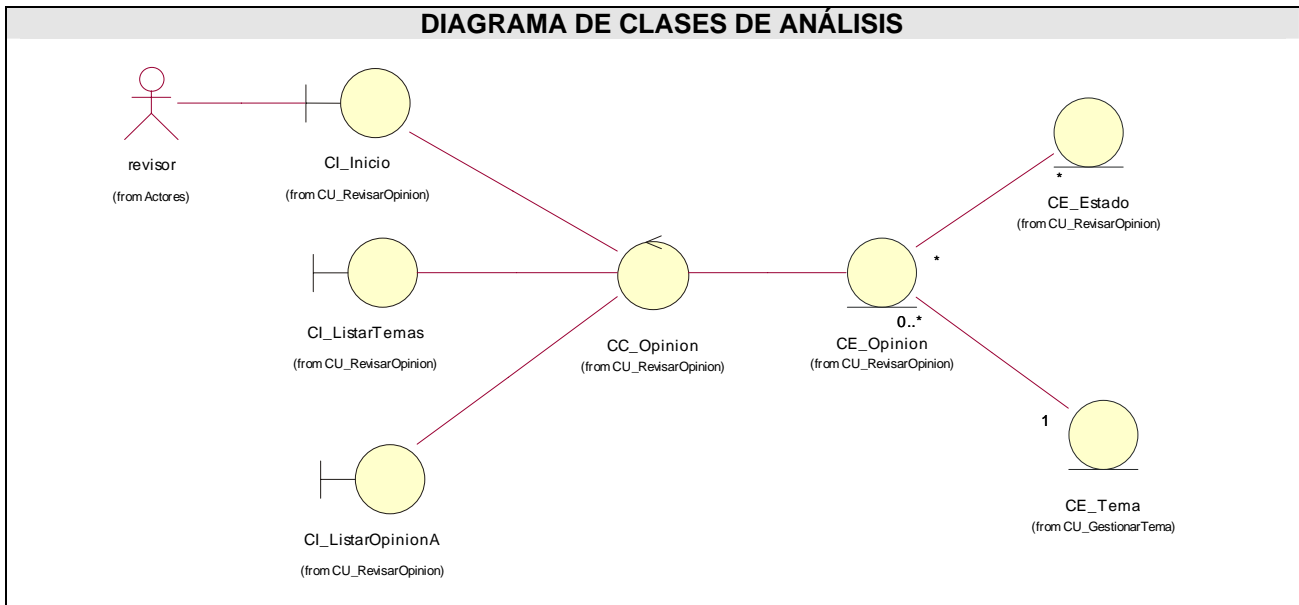 DIAGRAMA DE CLASES DE ANÁLISIS
revisor
(from Actores)
CI_Inicio
(from CU_RevisarOpinion)
*
CE_Estado
(from CU_RevisarOpinion)
CI_ListarTemas
(from CU_RevisarOpinion)
CC_Opinion
(from CU_RevisarOpinion)
*
0..*
CE_Opinion
(from CU_RevisarOpinion)
1
CE_Tema
(from CU_GestionarTema)
CI_ListarOpinionA
(from CU_RevisarOpinion)